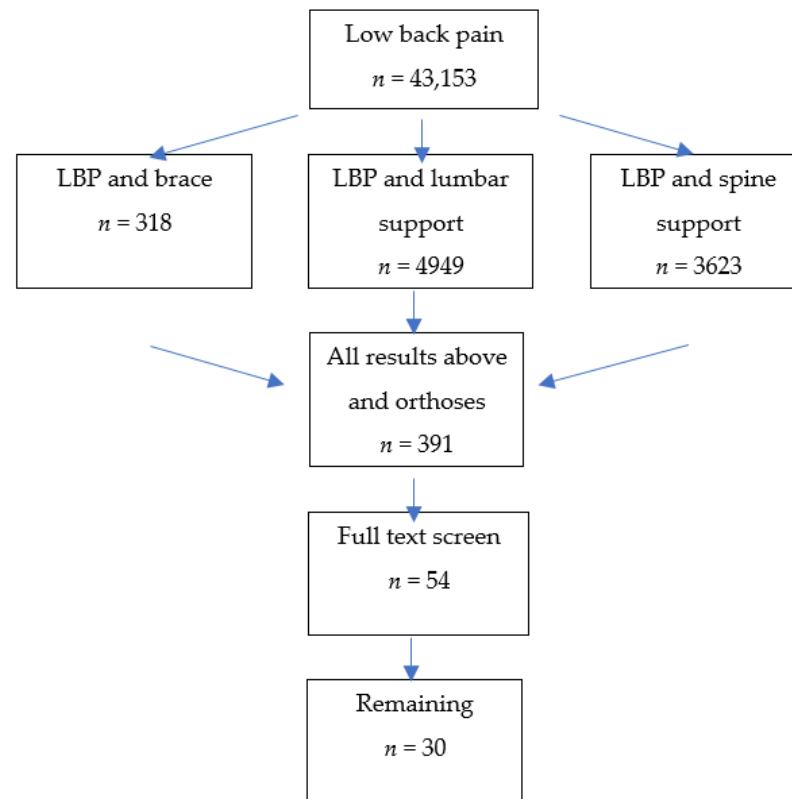 Low back pain
n = 43,153
LBP and brace
n = 318
LBP and lumbar
support
n = 4949
LBP and spine
support
n = 3623
All results above
and orthoses
n = 391
Full text screen
n = 54
Remaining
n = 30